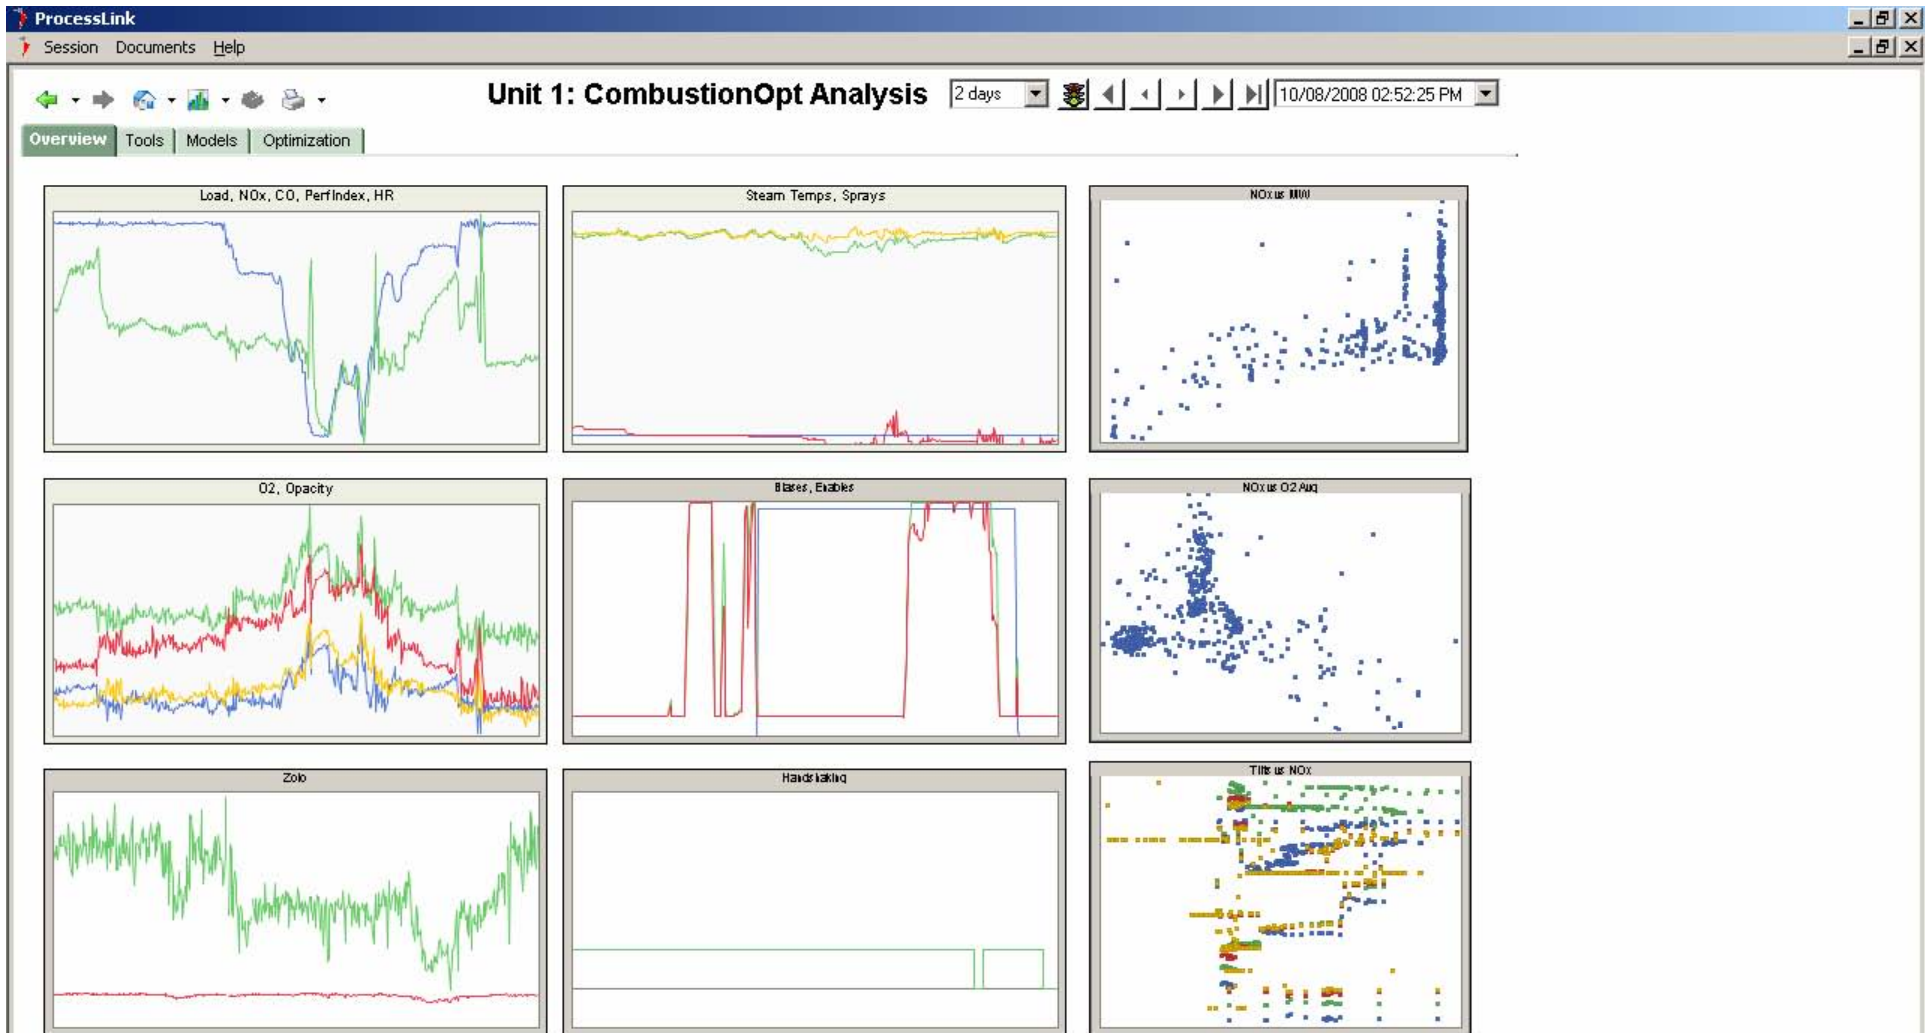 ProcessLink
Session Documents Help
Unit 1: CombustionOpt Analysis 2 days 10/08/2008 02:52:25 PM
Overview Tools Models Optimization
Load, NOx, CO, PerfIndex, HR
Steam Temps, Sprays
NOx vs MW
O2, Opacity
Biases, Enables
NOx vs O2 Avg
Zolo
Handshaking
Tilts vs NOx